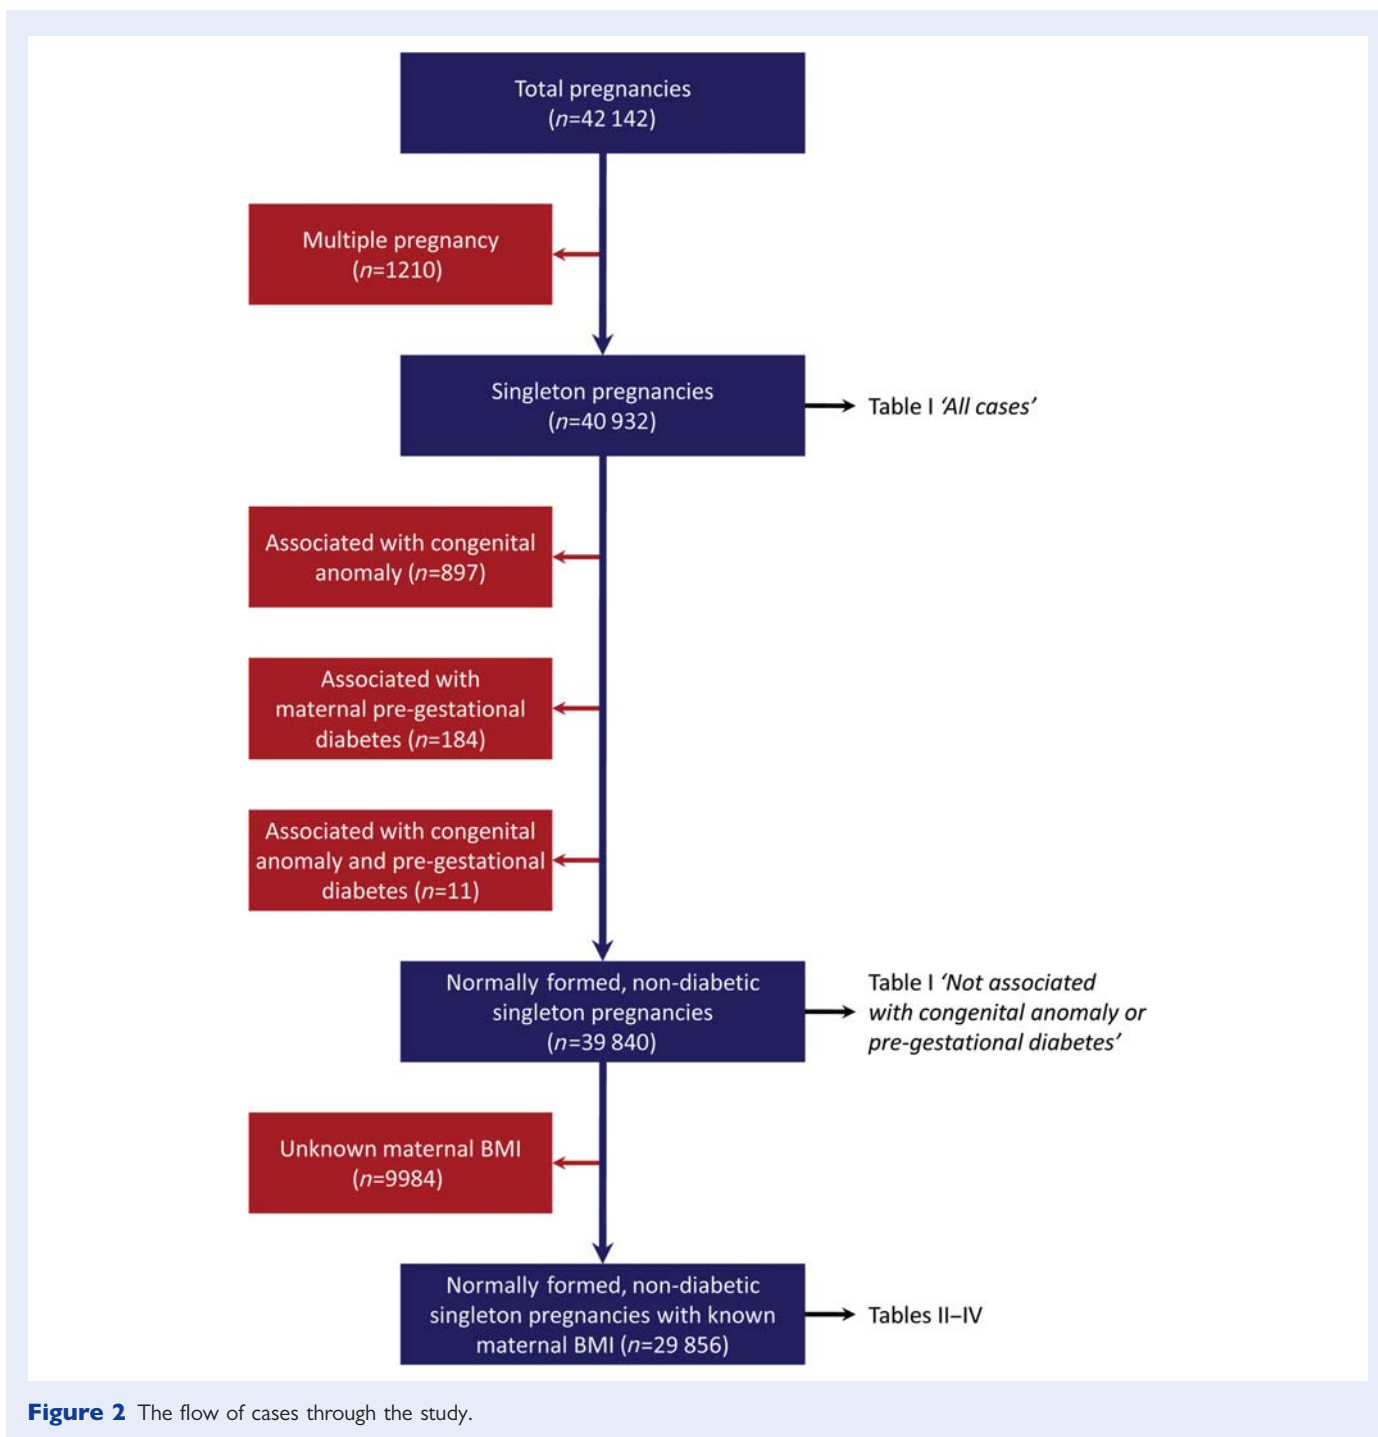 Total pregnancies
(n=42 142)
Multiple pregnancy
(n=1210)
Singleton pregnancies
(n=40 932)
Table I ‘All cases’
Associated with congenital
anomaly (n=897)
Associated with
maternal pre-gestational
diabetes (n=184)
Associated with congenital
anomaly and pre-gestational
diabetes (n=11)
Normally formed, non-diabetic
singleton pregnancies
(n=39 840)
Table I ‘Not associated
with congenital anomaly or
pre-gestational diabetes’
Unknown maternal BMI
(n=9984)
Normally formed, non-diabetic
singleton pregnancies with known
maternal BMI (n=29 856)
Tables II–IV
Figure 2 The flow of cases through the study.